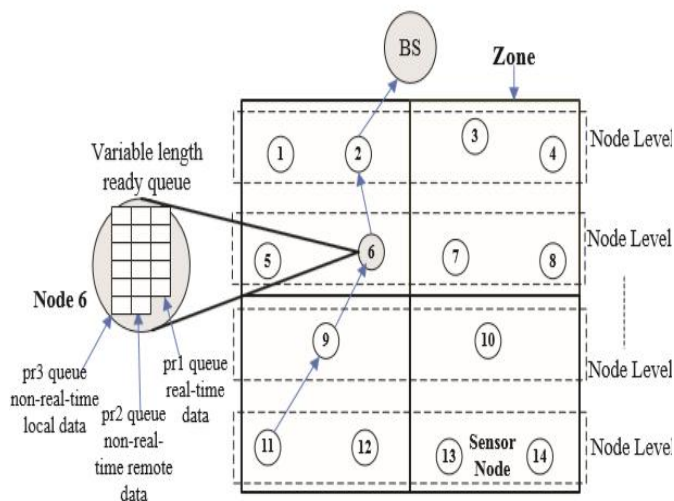 BS
Zone
1
2
3
4
Node Level
Variable length
ready queue
5
6
7
8
Node Level
Node 6
9
10
Node Level
pr3 queue
non-real-time
local data
pr2 queue
non-real-
time remote
data
pr1 queue
real-time
data
11
12
13
Sensor
Node
14
Node Level